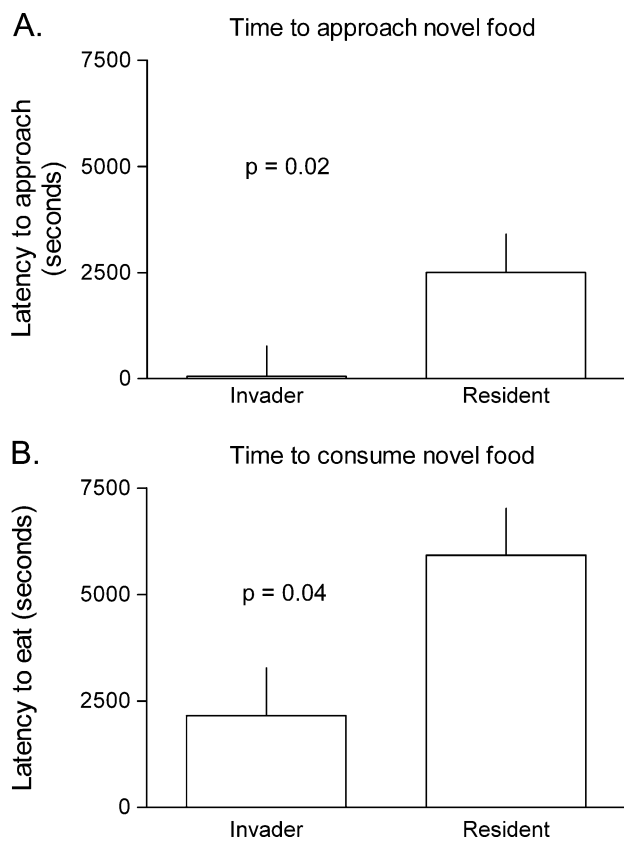 A.
Time to approach novel food
Latency to approach
(seconds)
7500
5000
2500
0
p = 0.02
Invader
Resident
B.
Time to consume novel food
Latency to eat (seconds)
7500
5000
2500
0
p = 0.04
Invader
Resident